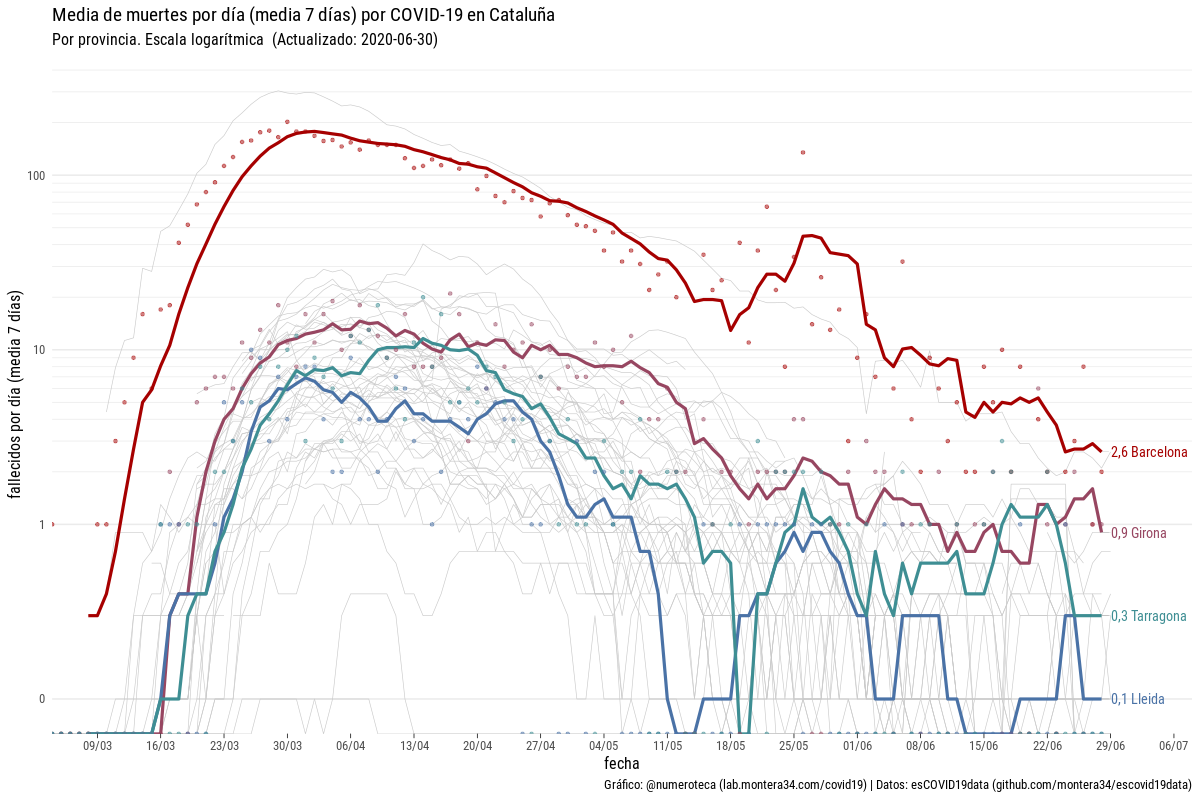 Media de muertes por día (media 7 días) por COVID-19 en Cataluña
Por provincia. Escala logarítmica (Actualizado: 2020-06-30)
fallecidos por día (media 7 días)
100
10
1
0
2,6 Barcelona
0,9 Girona
0,3 Tarragona
0,1 Lleida
09/03 16/03 23/03 30/03 06/04 13/04 20/04 27/04 04/05 11/05 18/05 25/05 01/06 08/06 15/06 22/06 29/06 06/07
fecha
Gráfico: @numeroteca (lab.montera34.com/covid19) | Datos: esCOVID19data (github.com/montera34/escovid19data)